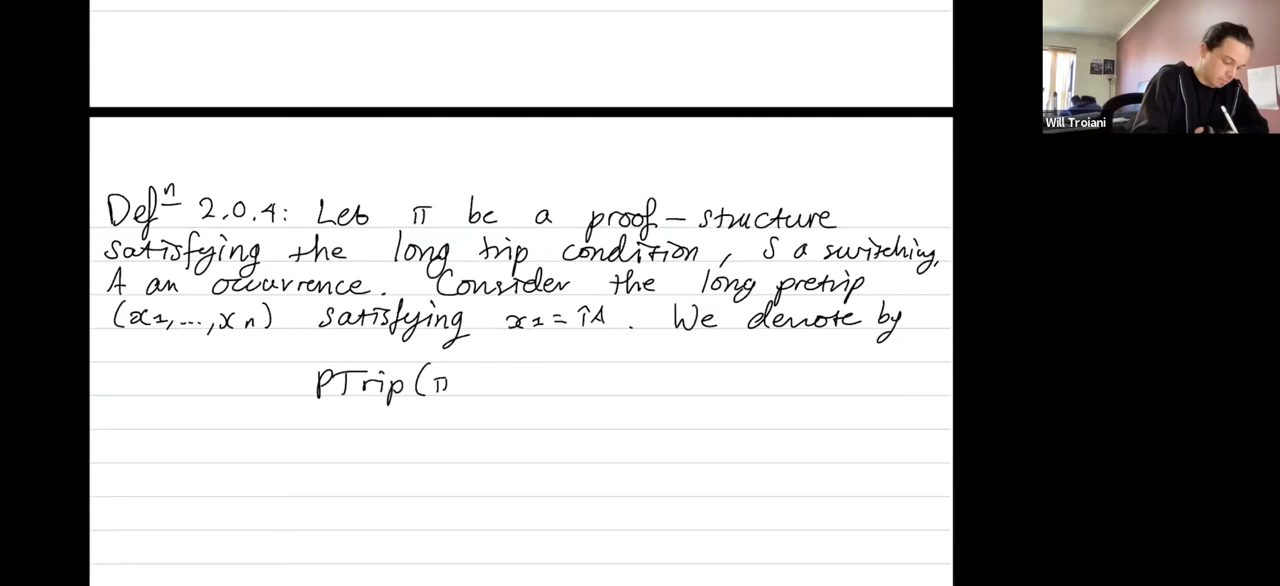 Defⁿ 2.0.4: Let π be a proof-structure
satisfying the long trip condition, S a switching,
A an occurrence. Consider the long pretrip
(x₁,...,xₙ) satisfying x₁ = ↑A. We denote by
PTrip(π
Will Troiani